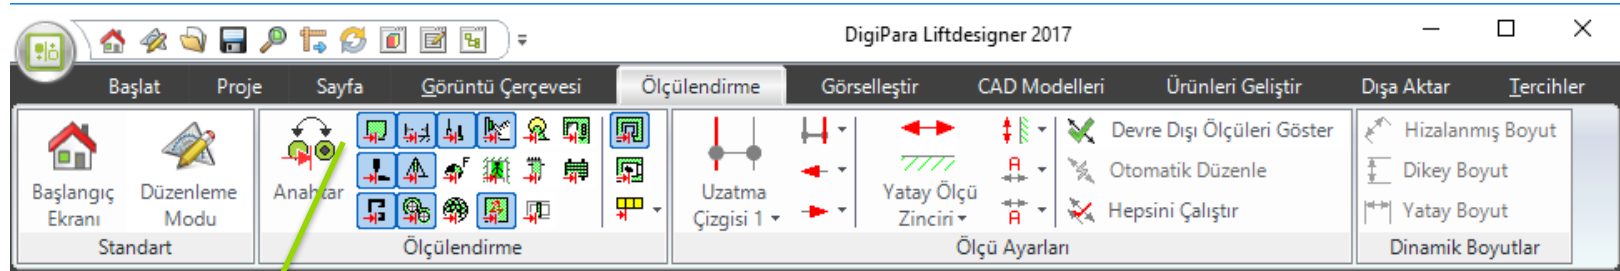 DigiPara Liftdesigner 2017
Başlat Proje Sayfa Görüntü Çerçevesi Ölçülendirme Görselleştir CAD Modelleri Ürünleri Geliştir Dışa Aktar Tercihler
Başlangıç
Ekranı
Düzenleme
Modu
Standart
Anahtar
Ölçülendirme
Uzatma
Çizgisi 1
Yatay Ölçü
Zinciri
Devre Dışı Ölçüleri Göster
Otomatik Düzenle
Hepsini Çalıştır
Ölçü Ayarları
Hizalanmış Boyut
Dikey Boyut
Yatay Boyut
Dinamik Boyutlar